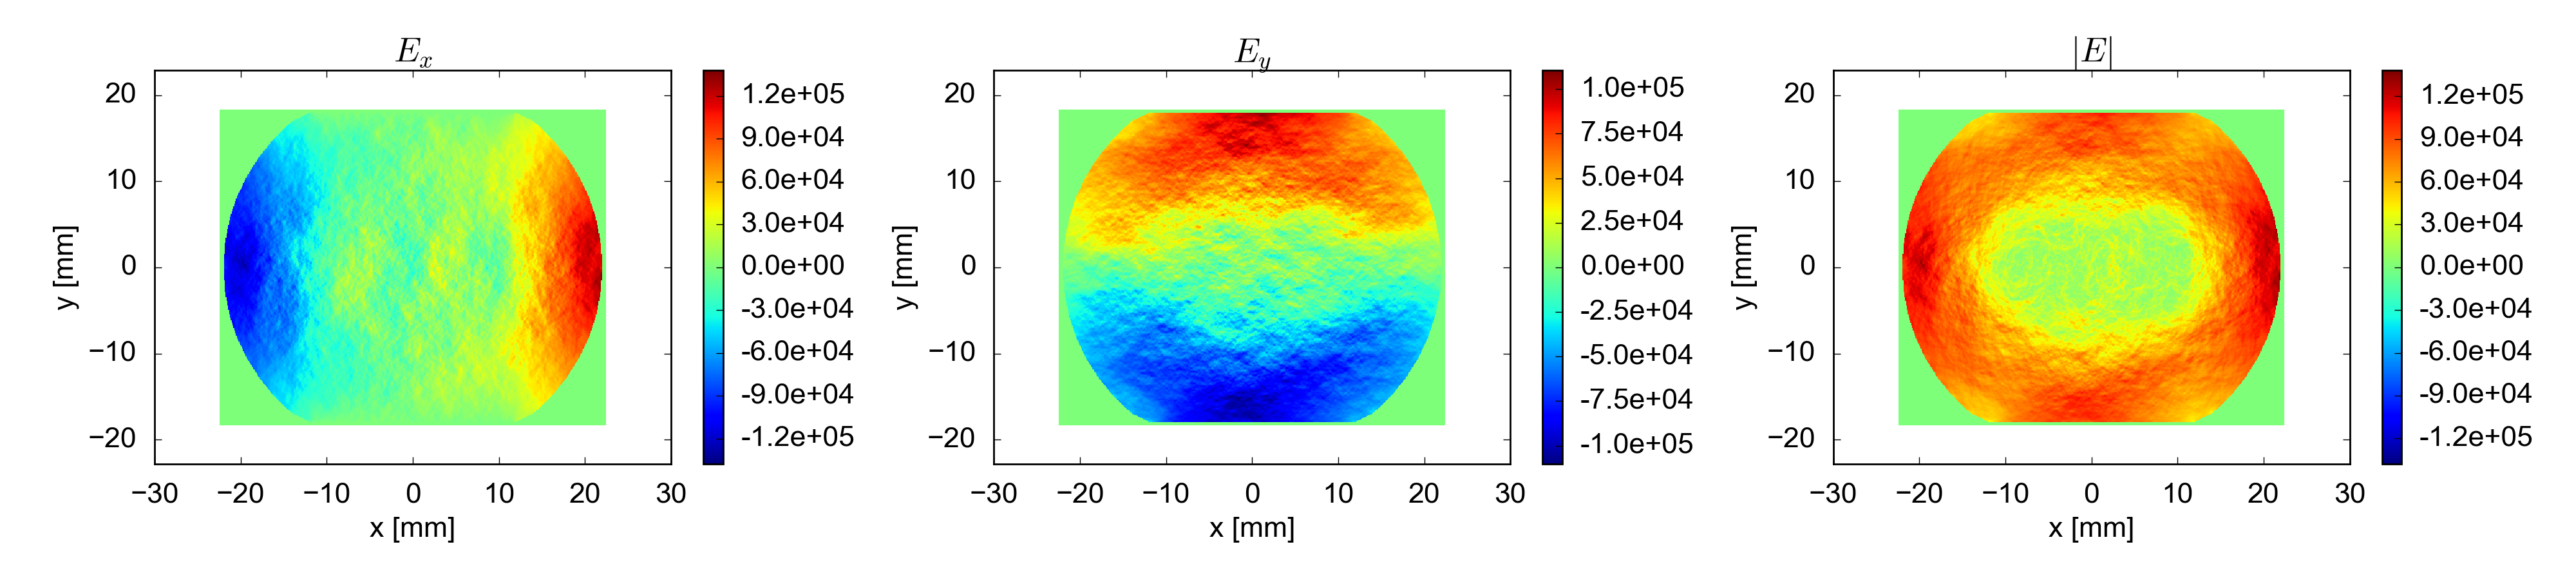 E_x
20
10
0
−10
−20
−30
−20
−10
0
10
20
30
x [mm]
y [mm]
1.2e+05
9.0e+04
6.0e+04
3.0e+04
0.0e+00
-3.0e+04
-6.0e+04
-9.0e+04
-1.2e+05
E_y
20
10
0
−10
−20
−30
−20
−10
0
10
20
30
x [mm]
y [mm]
1.0e+05
7.5e+04
5.0e+04
2.5e+04
0.0e+00
-2.5e+04
-5.0e+04
-7.5e+04
-1.0e+05
|E|
20
10
0
−10
−20
−30
−20
−10
0
10
20
30
x [mm]
y [mm]
1.2e+05
9.0e+04
6.0e+04
3.0e+04
0.0e+00
-3.0e+04
-6.0e+04
-9.0e+04
-1.2e+05